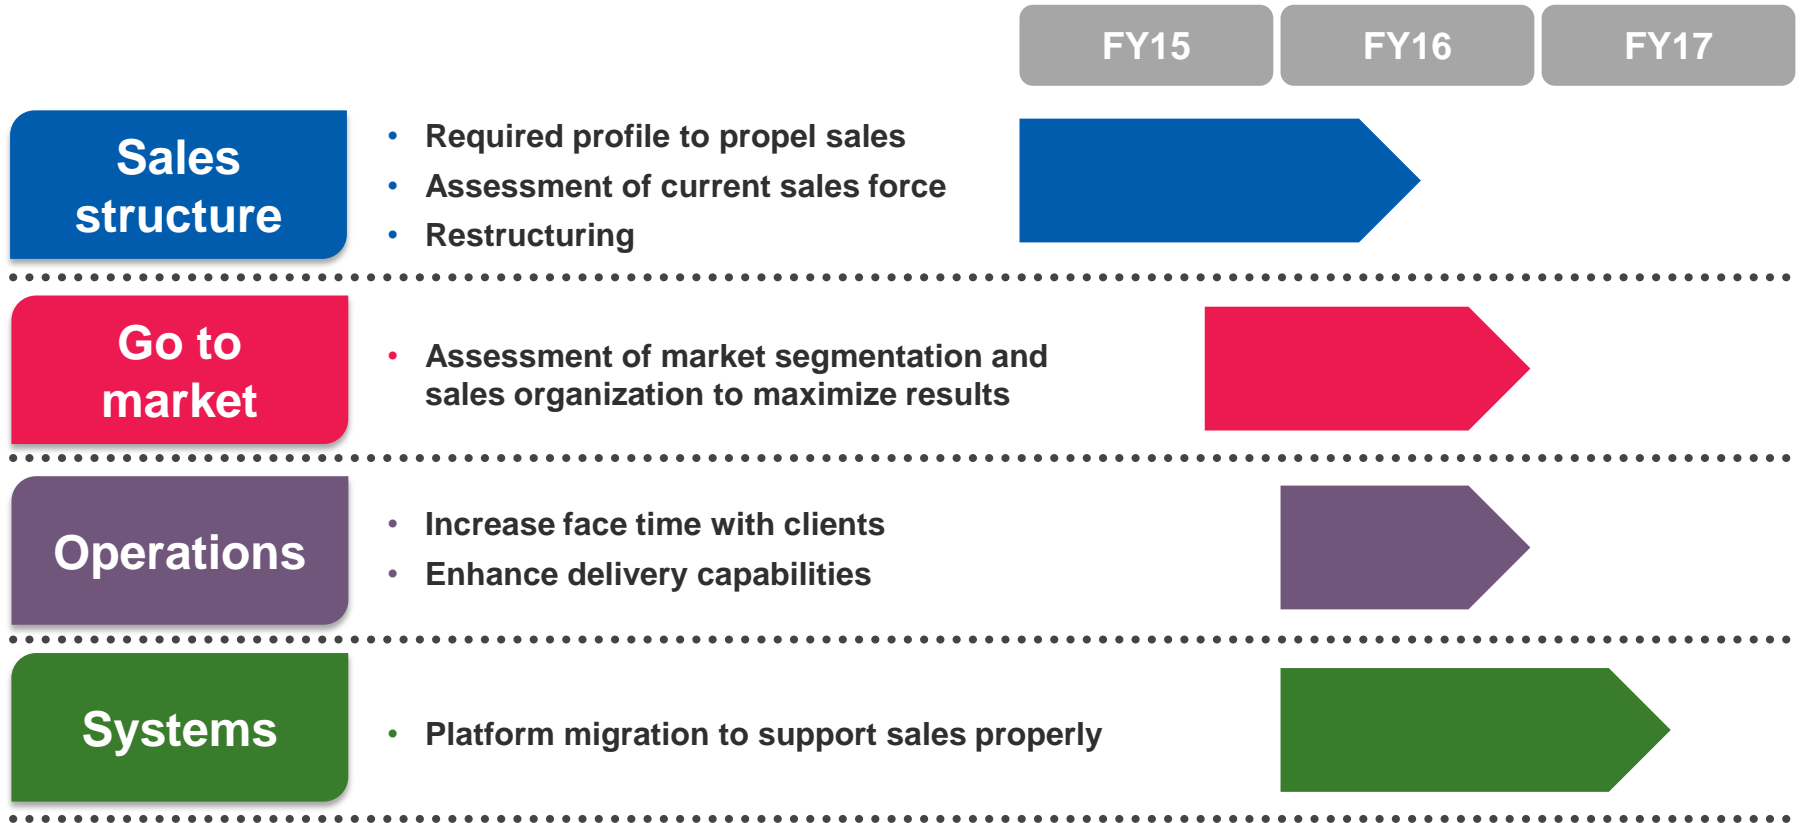 FY15 FY16 FY17
Sales
structure
• Required profile to propel sales
• Assessment of current sales force
• Restructuring
Go to
market
• Assessment of market segmentation and
sales organization to maximize results
Operations
• Increase face time with clients
• Enhance delivery capabilities
Systems
• Platform migration to support sales properly